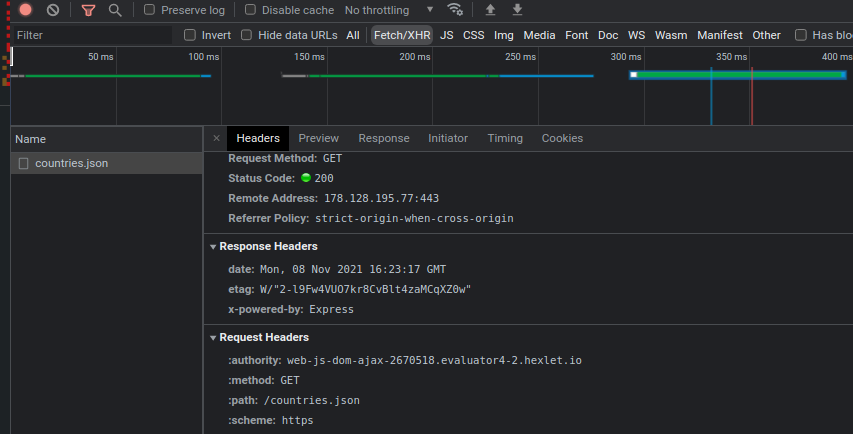 Preserve log Disable cache No throttling
Filter Invert Hide data URLs All Fetch/XHR JS CSS Img Media Font Doc WS Wasm Manifest Other Has blo
50 ms 100 ms 150 ms 200 ms 250 ms 300 ms 350 ms 400 ms
Name × Headers Preview Response Initiator Timing Cookies
countries.json
Request Method: GET
Status Code: 200
Remote Address: 178.128.195.77:443
Referrer Policy: strict-origin-when-cross-origin
Response Headers
date: Mon, 08 Nov 2021 16:23:17 GMT
etag: W/"2-l9Fw4VUO7kr8CvBlt4zaMCqXZ0w"
x-powered-by: Express
Request Headers
:authority: web-js-dom-ajax-2670518.evaluator4-2.hexlet.io
:method: GET
:path: /countries.json
:scheme: https